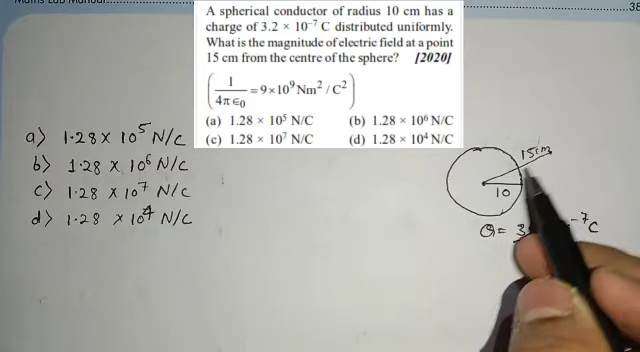 38
A spherical conductor of radius 10 cm has a
charge of 3.2 × 10⁻⁷ C distributed uniformly.
What is the magnitude of electric field at a point
15 cm from the centre of the sphere? [2020]
(1/4π∈₀ = 9×10⁹ Nm²/C²)
(a) 1.28 × 10⁵ N/C (b) 1.28 × 10⁶ N/C
(c) 1.28 × 10⁷ N/C (d) 1.28 × 10⁴ N/C
a) 1.28 × 10⁵ N/C
b) 1.28 × 10⁶ N/C
c) 1.28 × 10⁷ N/C
d) 1.28 × 10⁴ N/C
15cm
10
Q = 3 ⁻⁷C